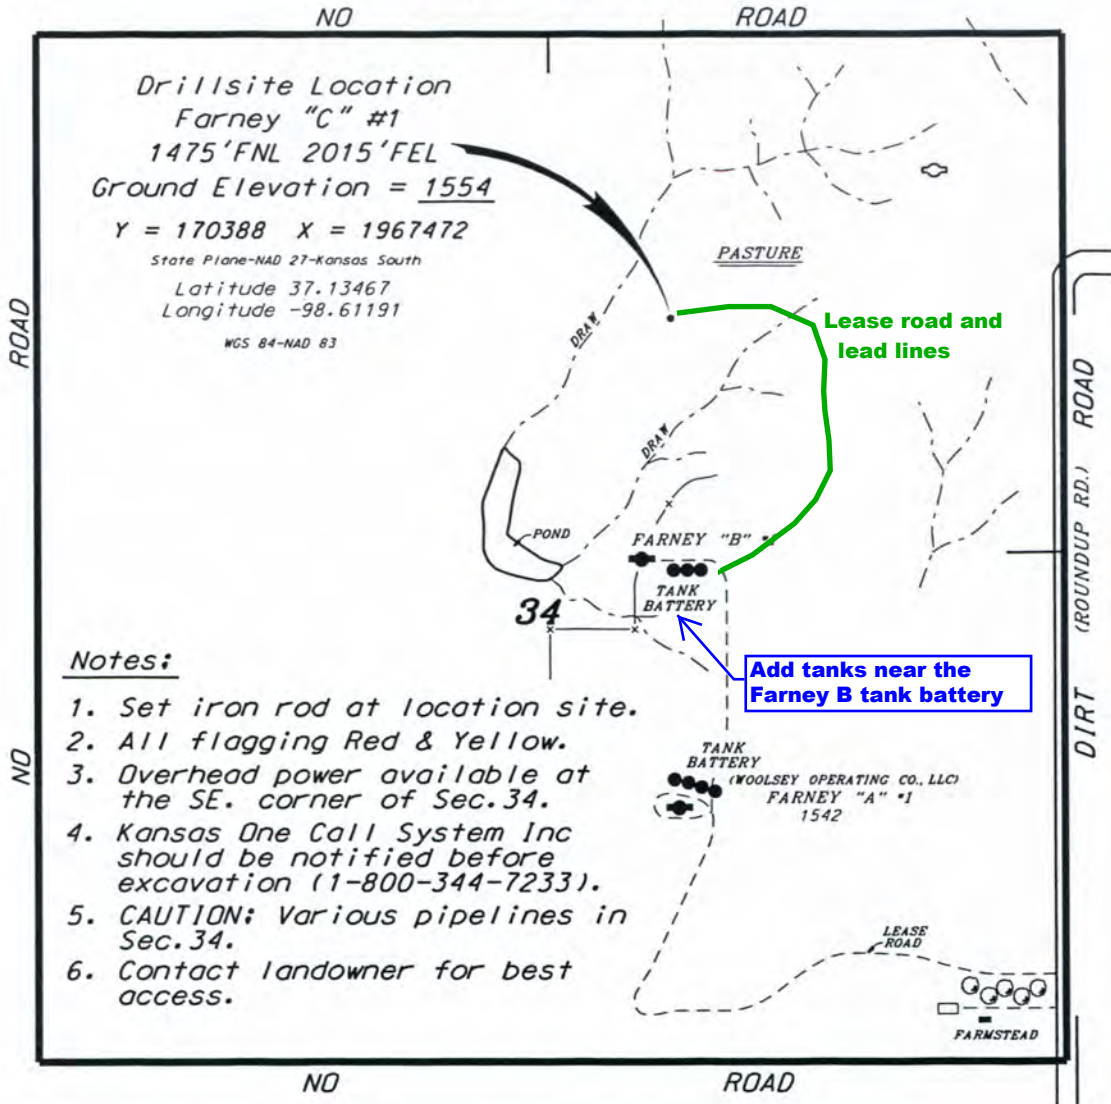 NO ROAD
Drillsite Location
Farney "C" #1
1475'FNL 2015'FEL
Ground Elevation = 1554
Y = 170388 X = 1967472
State Plane-NAD 27-Kansas South
Latitude 37.13467
Longitude -98.61191
WGS 84-NAD 83
PASTURE
Lease road and
lead lines
DRAW
DRAW
POND
FARNEY "B"
TANK
BATTERY
34
Add tanks near the
Farney B tank battery
TANK
BATTERY
(WOOLSEY OPERATING CO., LLC)
FARNEY "A" #1
1542
Notes:
1. Set iron rod at location site.
2. All flagging Red & Yellow.
3. Overhead power available at
the SE. corner of Sec.34.
4. Kansas One Call System Inc
should be notified before
excavation (1-800-344-7233).
5. CAUTION: Various pipelines in
Sec.34.
6. Contact landowner for best
access.
LEASE
ROAD
FARMSTEAD
NO ROAD
NO ROAD
DIRT (ROUNDUP RD.) ROAD